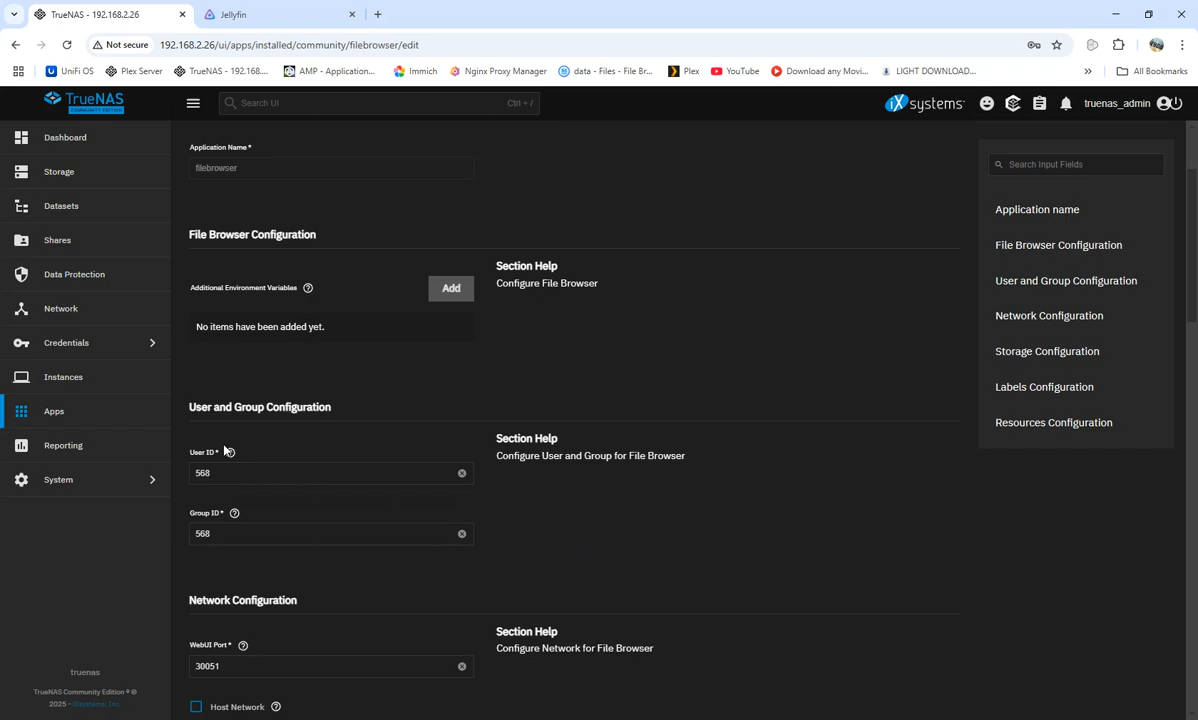 TrueNAS - 192.168.2.26
Jellyfin
Not secure
192.168.2.26/ui/apps/installed/community/filebrowser/edit
UniFi OS
Plex Server
TrueNAS - 192.168....
AMP - Application...
Immich
Nginx Proxy Manager
data - Files - File Br...
Plex
YouTube
Download any Movi...
LIGHT DOWNLOAD...
»
All Bookmarks
TrueNAS
COMMUNITY EDITION
Search UI
Ctrl + /
iXsystems
truenas_admin
Dashboard
Storage
Datasets
Shares
Data Protection
Network
Credentials
Instances
Apps
Reporting
System
truenas
TrueNAS Community Edition ® ©
2025 - iXsystems, Inc.
Application Name *
filebrowser
File Browser Configuration
Additional Environment Variables
Add
No items have been added yet.
Section Help
Configure File Browser
User and Group Configuration
User ID *
568
Group ID *
568
Section Help
Configure User and Group for File Browser
Network Configuration
WebUI Port *
30051
Host Network
Section Help
Configure Network for File Browser
Search Input Fields
Application name
File Browser Configuration
User and Group Configuration
Network Configuration
Storage Configuration
Labels Configuration
Resources Configuration